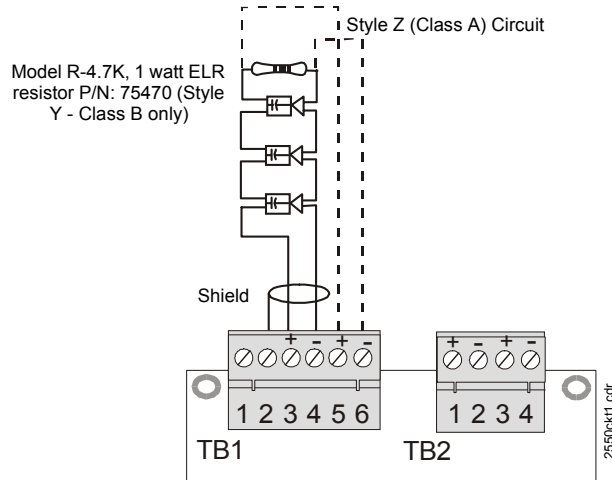 Style Z (Class A) Circuit
Model R-4.7K, 1 watt ELR
resistor P/N: 75470 (Style
Y - Class B only)
Shield
+ - + -
+ - + -
1 2 3 4 5 6
1 2 3 4
TB1
TB2
2550ckt1.cdr